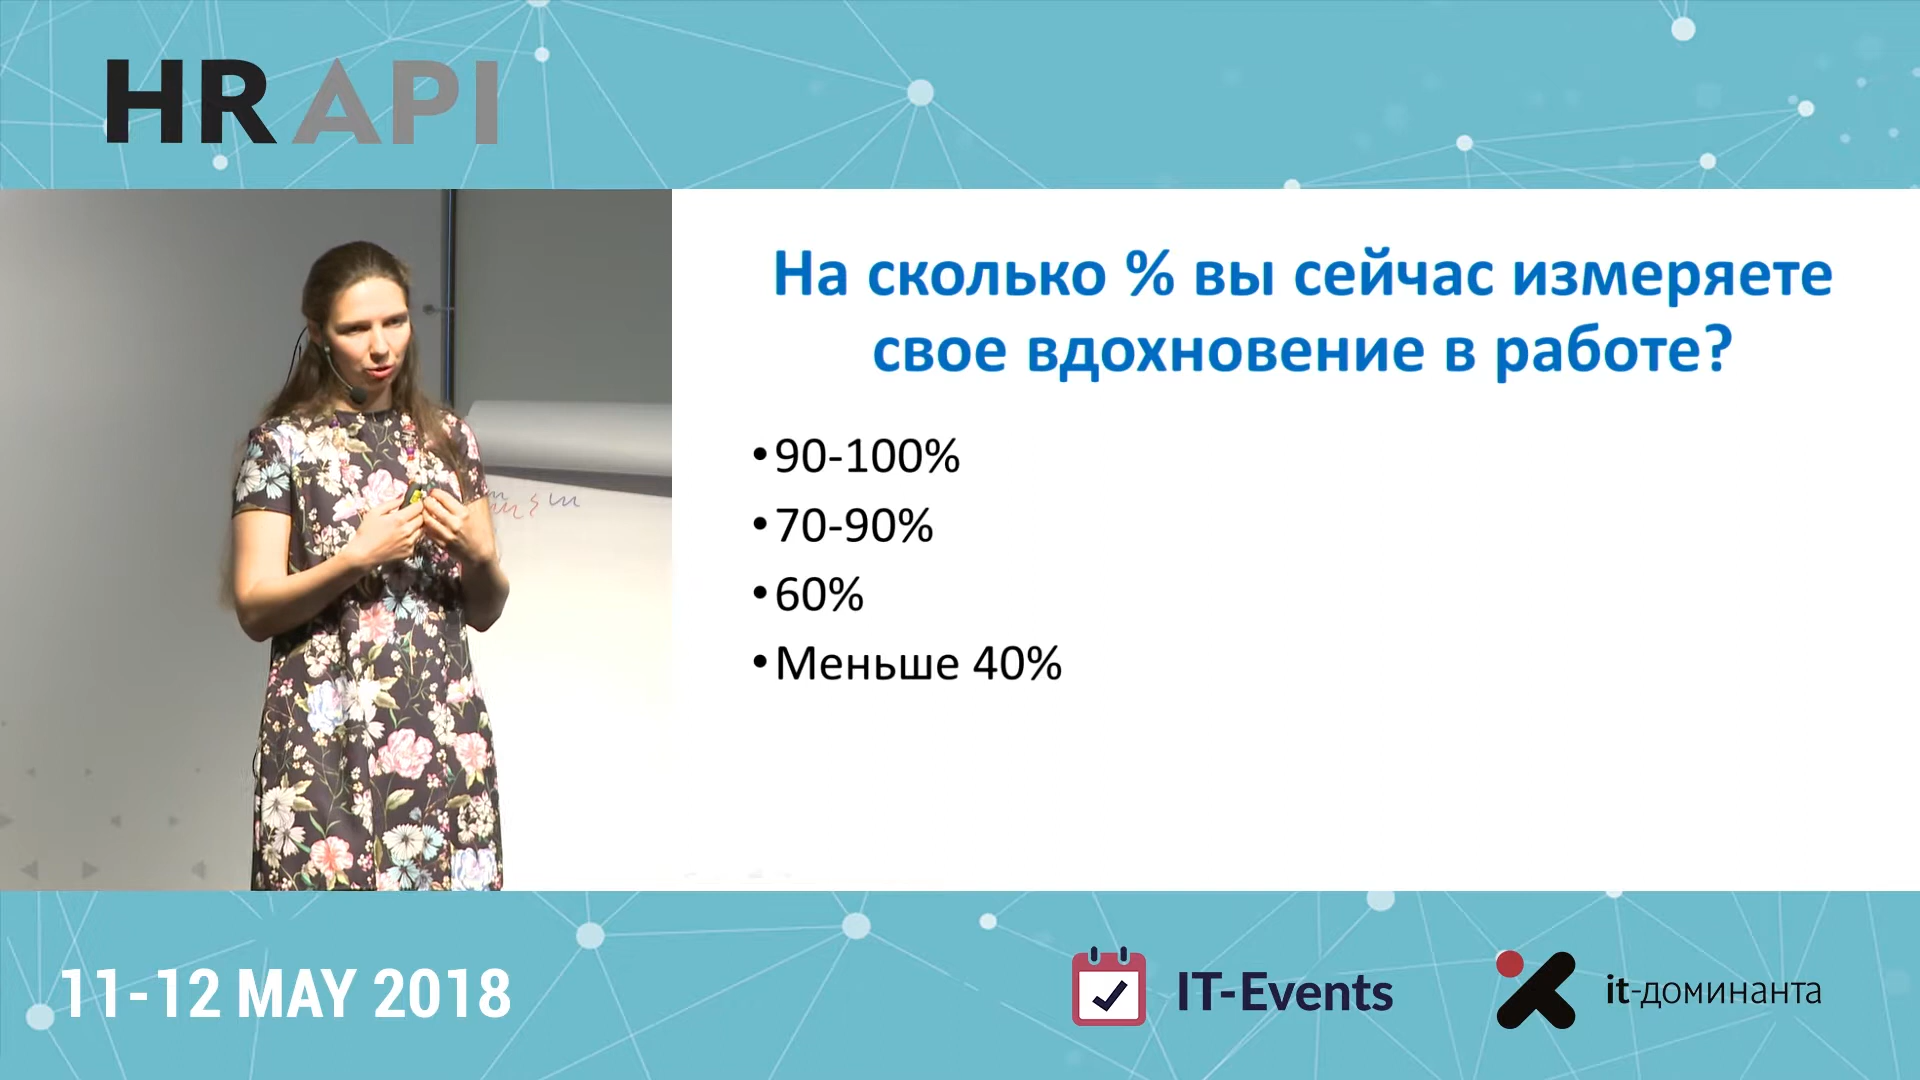 HR API
На сколько % вы сейчас измеряете
свое вдохновение в работе?
•90-100%
•70-90%
•60%
•Меньше 40%
11-12 MAY 2018
IT-Events
it-доминанта